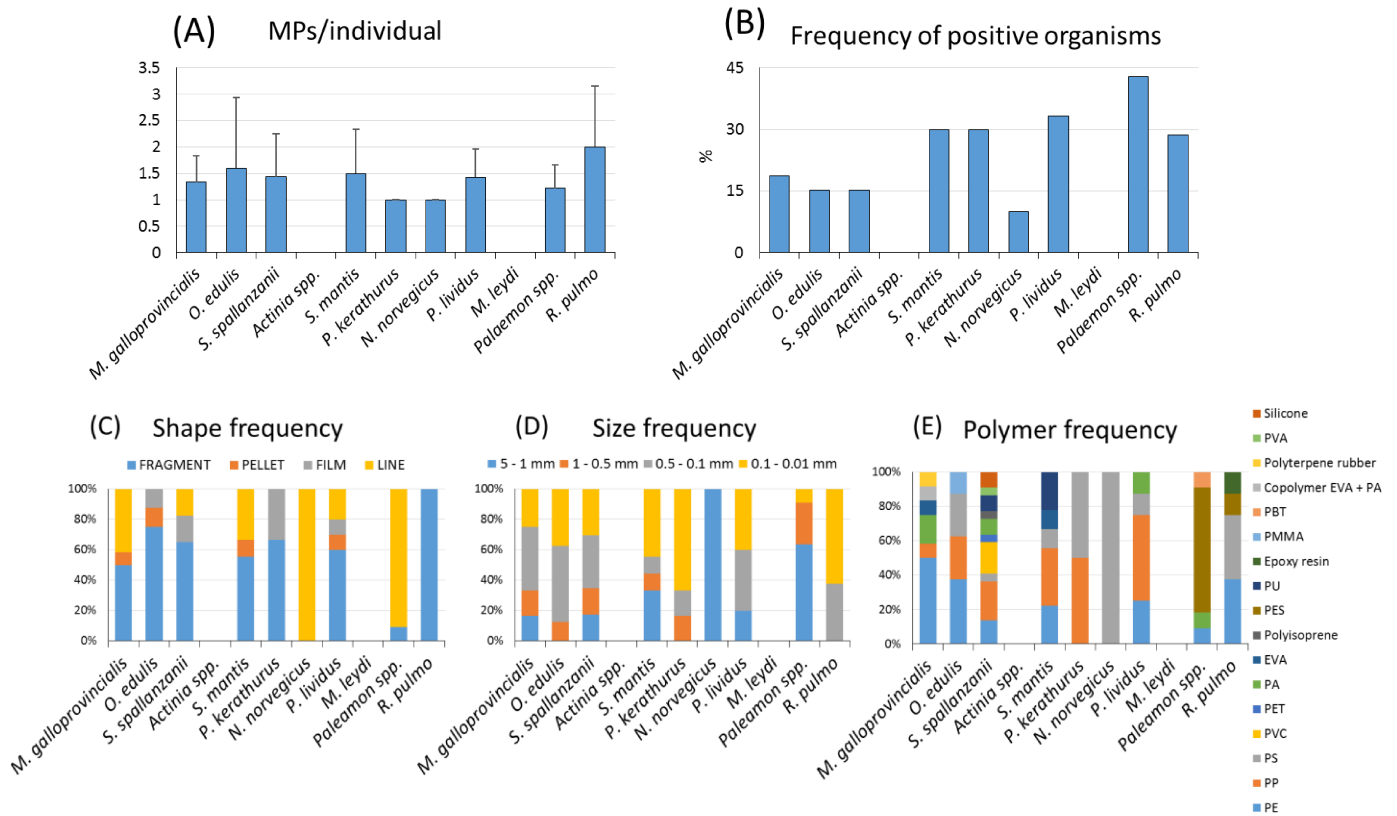 (A) MPs/individual
3.5
3
2.5
2
1.5
1
0.5
0
M. galloprovincialis
O. edulis
S. spallanzanii
Actinia spp.
S. mantis
P. kerathurus
N. norvegicus
P. lividus
M. leydi
Palaemon spp.
R. pulmo
(B) Frequency of positive organisms
%
45
30
15
0
M. galloprovincialis
O. edulis
S. spallanzanii
Actinia spp.
S. mantis
P. kerathurus
N. norvegicus
P. lividus
M. leydi
Palaemon spp.
R. pulmo
(C) Shape frequency
FRAGMENT PELLET FILM LINE
100%
80%
60%
40%
20%
0%
M. galloprovincialis
O. edulis
S. spallanzanii
Actinia spp.
S. mantis
P. kerathurus
N. norvegicus
P. lividus
M. leydi
Paleamon spp.
R. pulmo
(D) Size frequency
5 - 1 mm 1 - 0.5 mm 0.5 - 0.1 mm 0.1 - 0.01 mm
100%
80%
60%
40%
20%
0%
M. galloprovincialis
O. edulis
S. spallanzanii
Actinia spp.
S. mantis
P. kerathurus
N. norvegicus
P. lividus
M. leydi
Paleamon spp.
R. pulmo
(E) Polymer frequency
100%
80%
60%
40%
20%
0%
M. galloprovincialis
O. edulis
S. spallanzanii
Actinia spp.
S. mantis
P. kerathurus
N. norvegicus
P. lividus
M. leydi
Paleamon spp.
R. pulmo
Silicone
PVA
Polyterpene rubber
Copolymer EVA + PA
PBT
PMMA
Epoxy resin
PU
PES
Polyisoprene
EVA
PA
PET
PVC
PS
PP
PE